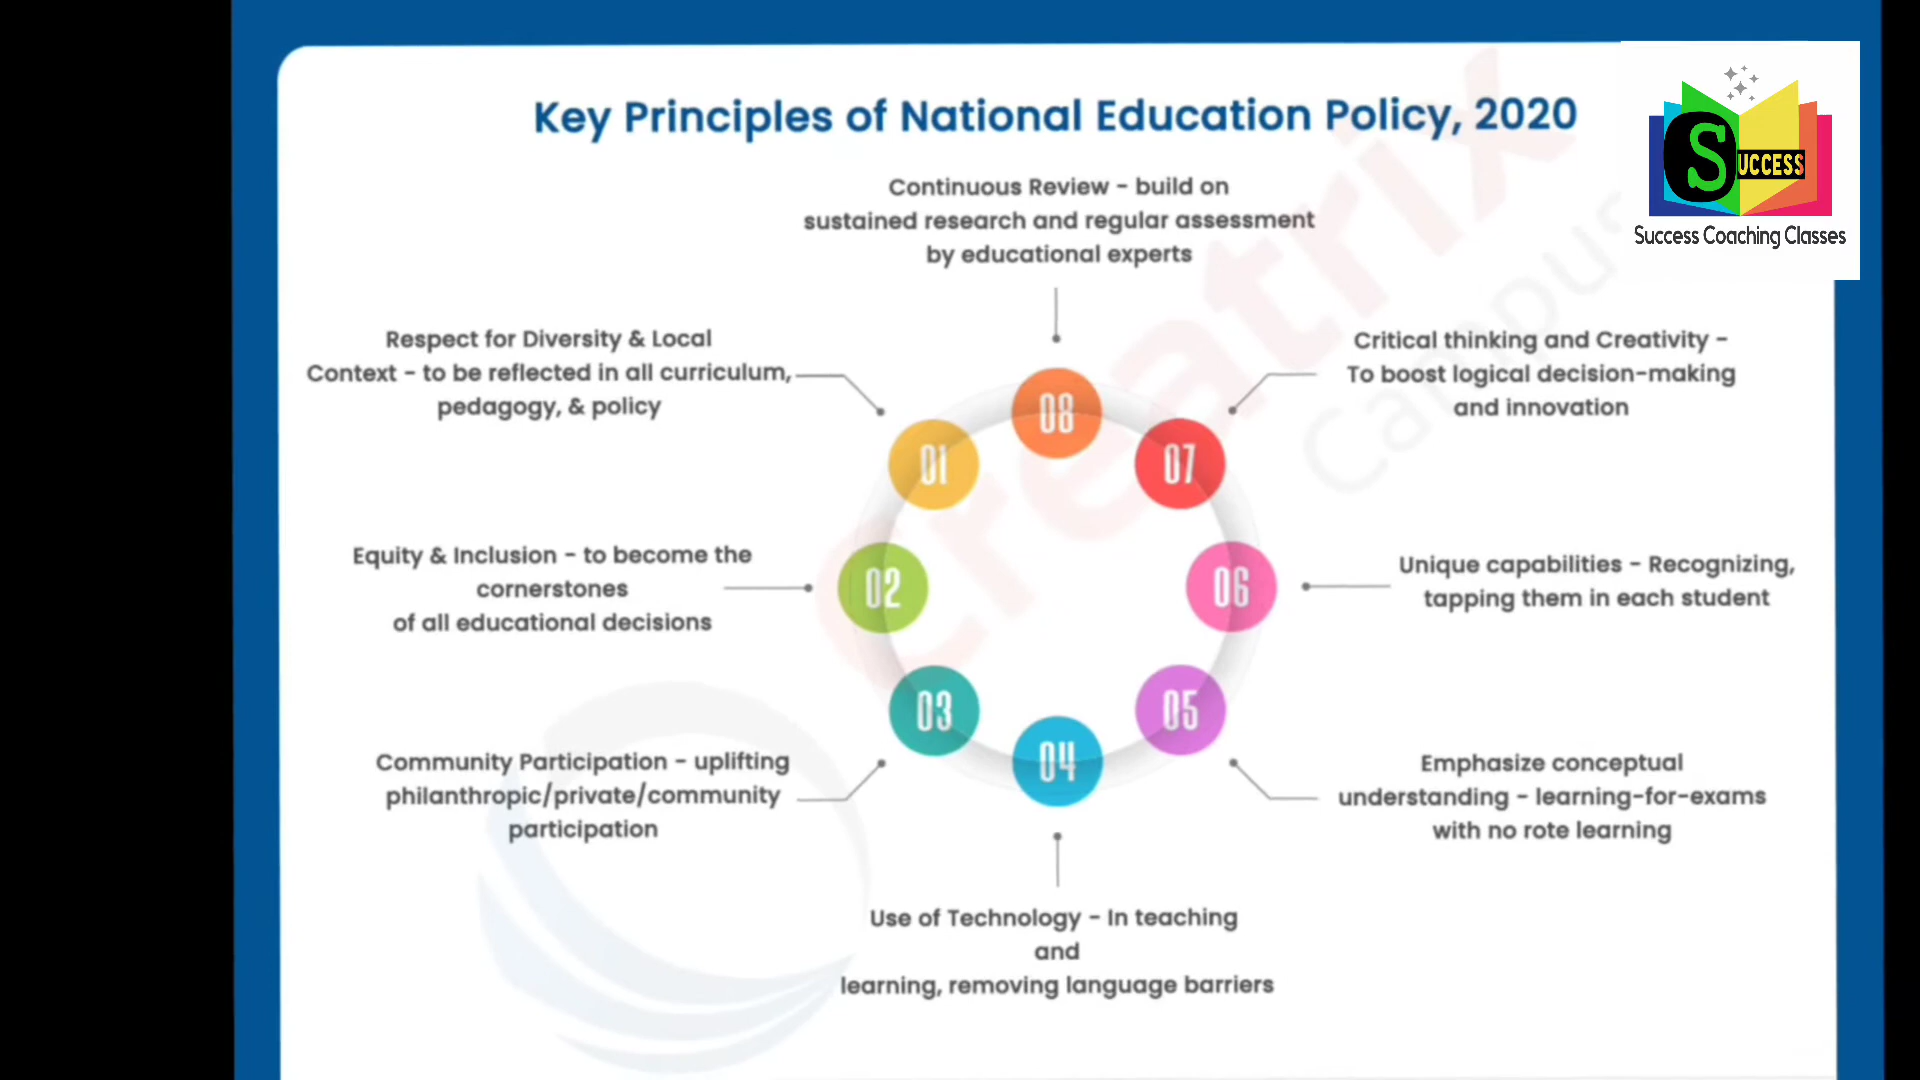 Key Principles of National Education Policy, 2020
SUCCESS
Success Coaching Classes
Continuous Review - build on
sustained research and regular assessment
by educational experts
Respect for Diversity & Local
Context - to be reflected in all curriculum,
pedagogy, & policy
Critical thinking and Creativity -
To boost logical decision-making
and innovation
08
01
07
Equity & Inclusion - to become the
cornerstones
of all educational decisions
02
06
Unique capabilities - Recognizing,
tapping them in each student
03
05
04
Community Participation - uplifting
philanthropic/private/community
participation
Emphasize conceptual
understanding - learning-for-exams
with no rote learning
Use of Technology - In teaching
and
learning, removing language barriers
Creatrix
Campus